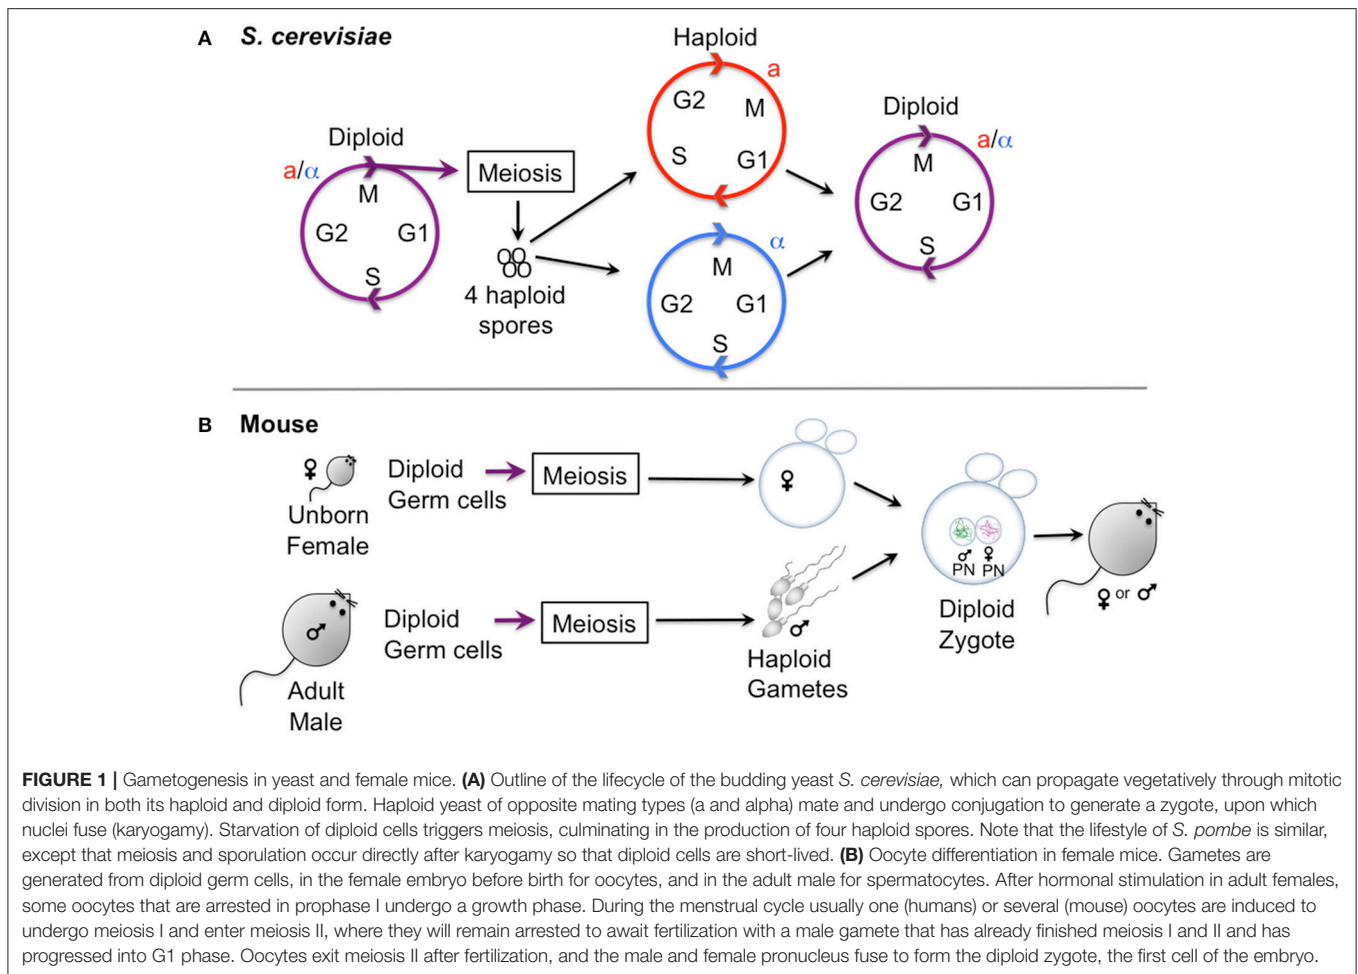 A S. cerevisiae
Diploid
a/α
M
G2
G1
S
Meiosis
4 haploid
spores
Haploid
a
G2
M
S
G1
α
M
G2
G1
S
Diploid
a/α
M
G2
G1
S
B Mouse
♀
Unborn
Female
Diploid
Germ cells
Meiosis
♀
♂
Adult
Male
Diploid
Germ cells
Meiosis
♂
Haploid
Gametes
♂ ♀
PN PN
Diploid
Zygote
♀ or ♂
FIGURE 1 | Gametogenesis in yeast and female mice. (A) Outline of the lifecycle of the budding yeast S. cerevisiae, which can propagate vegetatively through mitotic
division in both its haploid and diploid form. Haploid yeast of opposite mating types (a and alpha) mate and undergo conjugation to generate a zygote, upon which
nuclei fuse (karyogamy). Starvation of diploid cells triggers meiosis, culminating in the production of four haploid spores. Note that the lifestyle of S. pombe is similar,
except that meiosis and sporulation occur directly after karyogamy so that diploid cells are short-lived. (B) Oocyte differentiation in female mice. Gametes are
generated from diploid germ cells, in the female embryo before birth for oocytes, and in the adult male for spermatocytes. After hormonal stimulation in adult females,
some oocytes that are arrested in prophase I undergo a growth phase. During the menstrual cycle usually one (humans) or several (mouse) oocytes are induced to
undergo meiosis I and enter meiosis II, where they will remain arrested to await fertilization with a male gamete that has already finished meiosis I and II and has
progressed into G1 phase. Oocytes exit meiosis II after fertilization, and the male and female pronucleus fuse to form the diploid zygote, the first cell of the embryo.